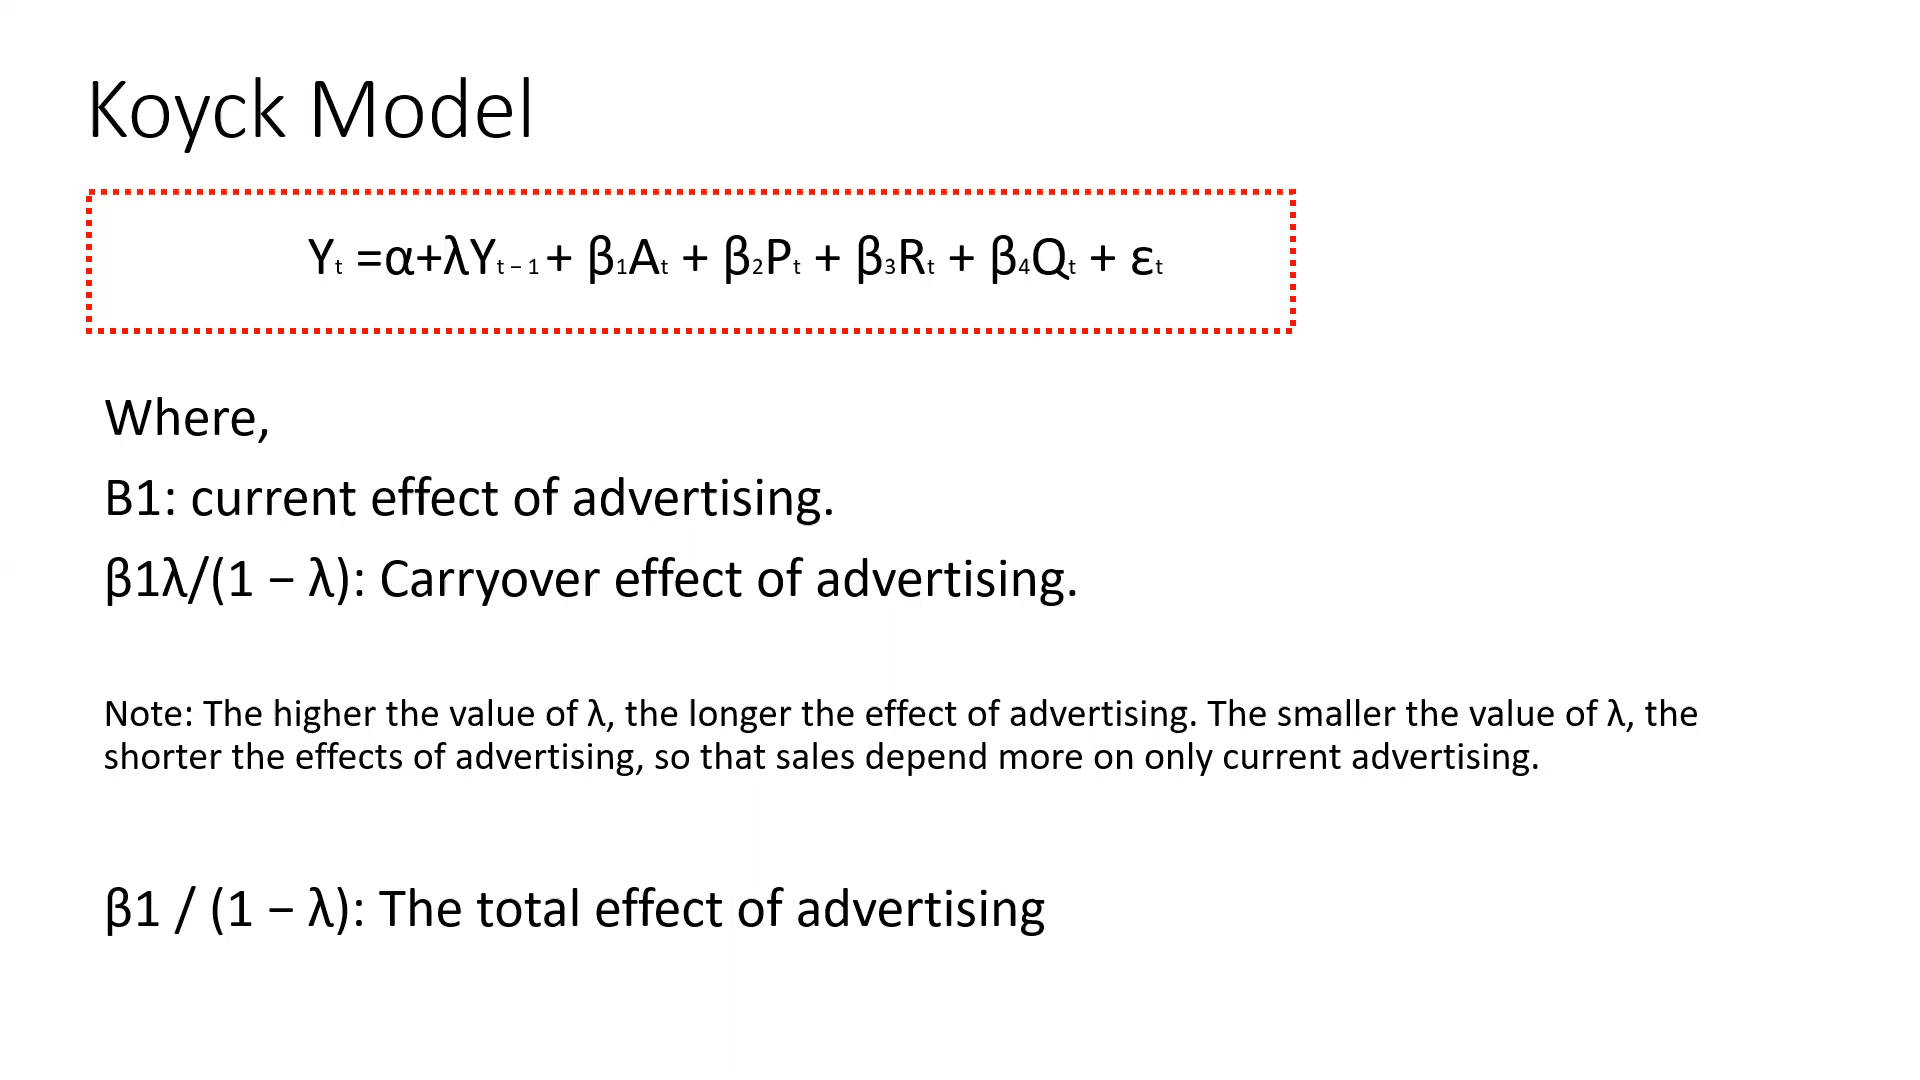 Koyck Model
Yt =α+λYt – 1 + β1At + β2Pt + β3Rt + β4Qt + εt
Where,
B1: current effect of advertising.
β1λ/(1 − λ): Carryover effect of advertising.
Note: The higher the value of λ, the longer the effect of advertising. The smaller the value of λ, the
shorter the effects of advertising, so that sales depend more on only current advertising.
β1 / (1 − λ): The total effect of advertising